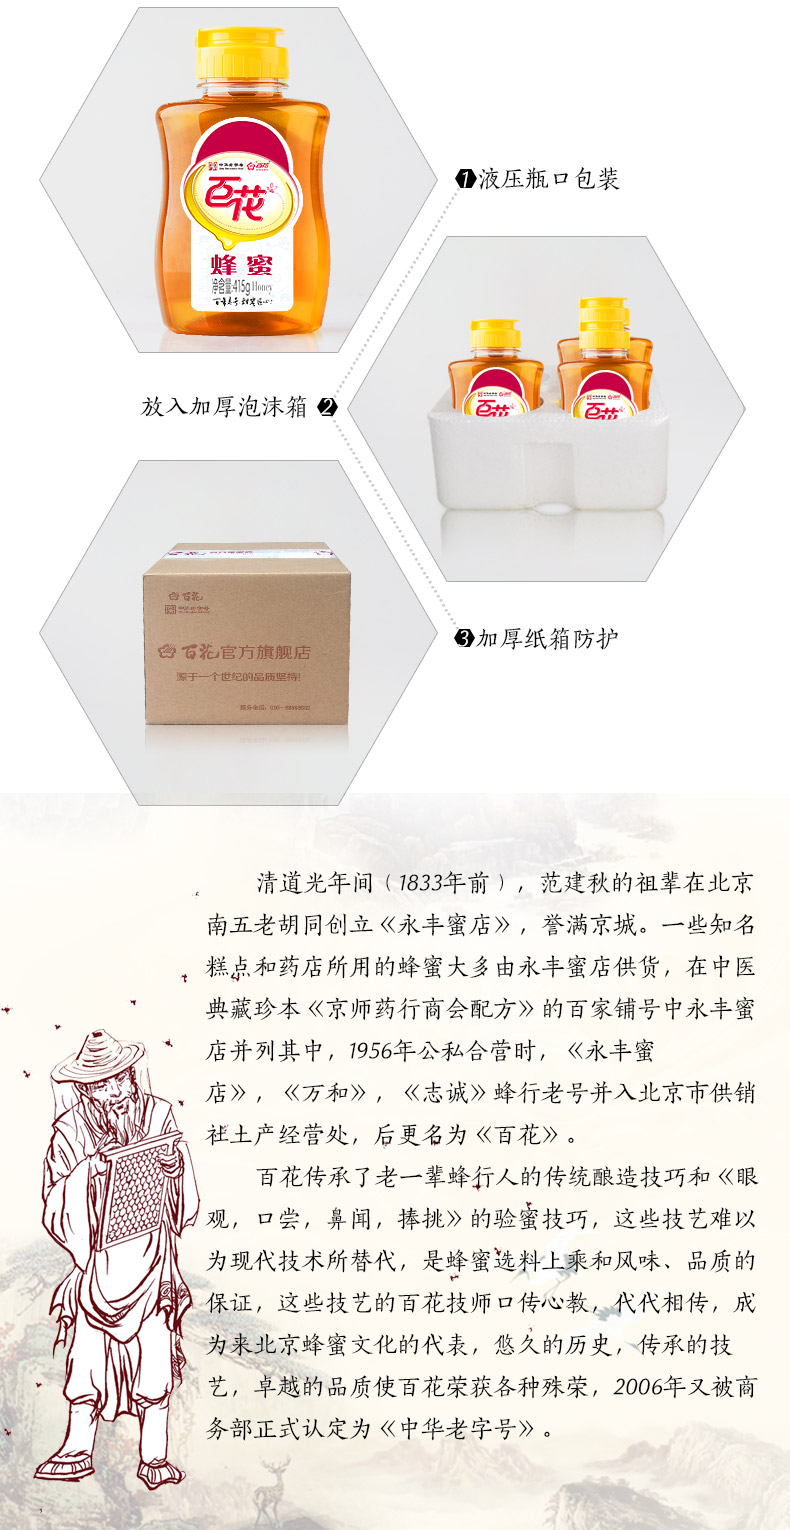 中华老字号 百花
百花
蜂蜜
净含量:415g Honey
1 液压瓶口包装
放入加厚泡沫箱 2
百花
百花
百花
百花官方旗舰店
源于一个世纪的品质坚持!
3 加厚纸箱防护
清道光年间（1833年前），范建秋的祖辈在北京
南五老胡同创立《永丰蜜店》，誉满京城。一些知名
糕点和药店所用的蜂蜜大多由永丰蜜店供货，在中医
典藏珍本《京师药行商会配方》的百家铺号中永丰蜜
店并列其中，1956年公私合营时，《永丰蜜
店》，《万和》，《志诚》蜂行老号并入北京市供销
社土产经营处，后更名为《百花》。
百花传承了老一辈蜂行人的传统酿造技巧和《眼
观，口尝，鼻闻，捧挑》的验蜜技巧，这些技艺难以
为现代技术所替代，是蜂蜜选料上乘和风味、品质的
保证，这些技艺的百花技师口传心教，代代相传，成
为来北京蜂蜜文化的代表，悠久的历史，传承的技
艺，卓越的品质使百花荣获各种殊荣，2006年又被商
务部正式认定为《中华老字号》。